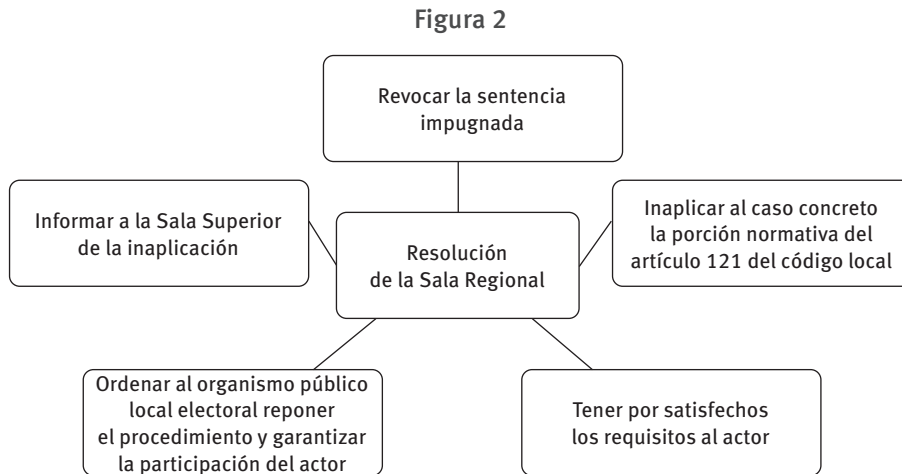 Figura 2
Revocar la sentencia
impugnada
Informar a la Sala Superior
de la inaplicación
Resolución
de la Sala Regional
Inaplicar al caso concreto
la porción normativa del
artículo 121 del código local
Ordenar al organismo público
local electoral reponer
el procedimiento y garantizar
la participación del actor
Tener por satisfechos
los requisitos al actor